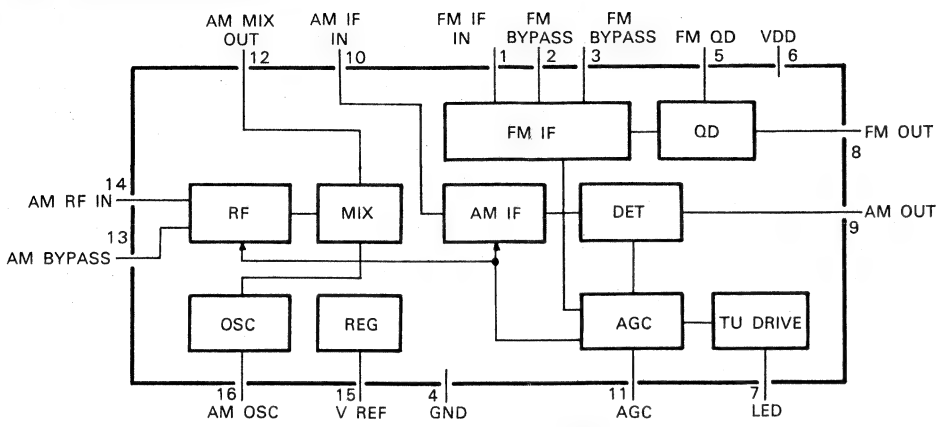 AM MIX OUT
12
AM IF IN
10
FM IF IN
1
FM BYPASS
2
FM BYPASS
3
FM QD
5
VDD
6
FM IF
QD
FM OUT
8
14
AM RF IN
RF
MIX
AM IF
DET
AM OUT
9
13
AM BYPASS
OSC
REG
AGC
TU DRIVE
16
AM OSC
15
V REF
4
GND
11
AGC
7
LED